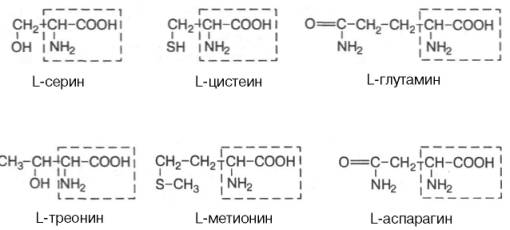 CH2-CH-COOH CH2-CH-COOH O=C-CH2-CH2-CH-COOH
OH NH2 SH NH2 NH2 NH2
L-серин L-цистеин L-глутамин
CH3-CH-CH-COOH CH2-CH2-CH-COOH O=C-CH2-CH-COOH
OH NH2 S-CH3 NH2 NH2 NH2
L-треонин L-метионин L-аспарагин